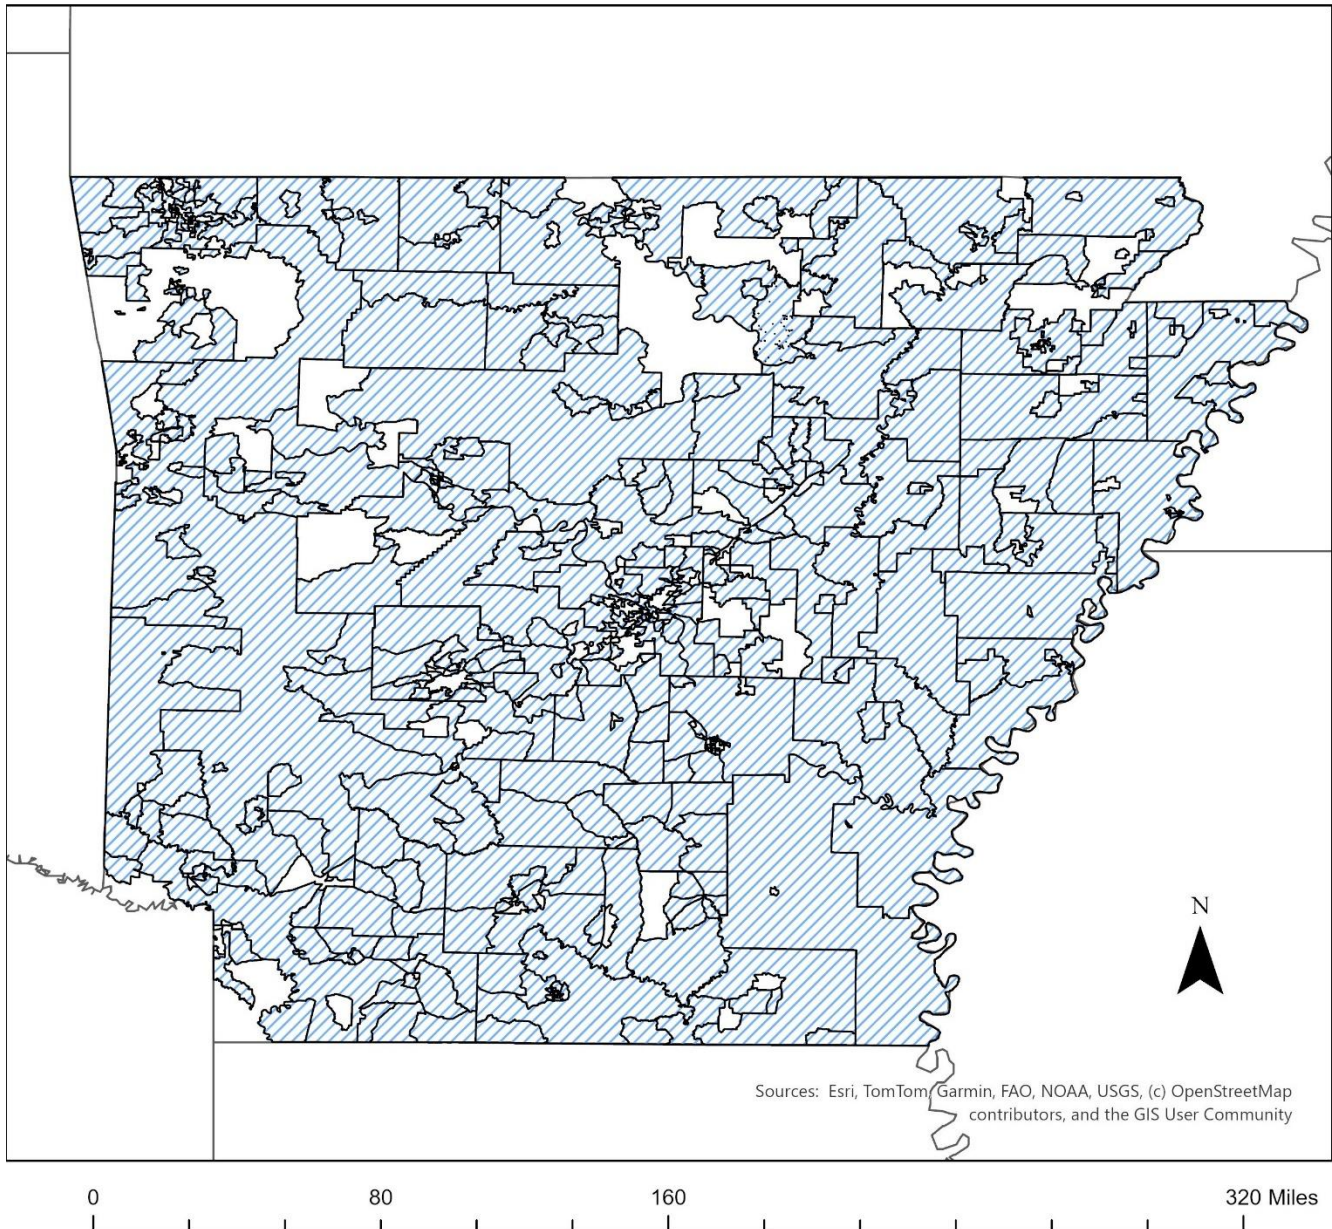 N
Sources: Esri, TomTom, Garmin, FAO, NOAA, USGS, (c) OpenStreetMap
contributors, and the GIS User Community
0 80 160 320 Miles